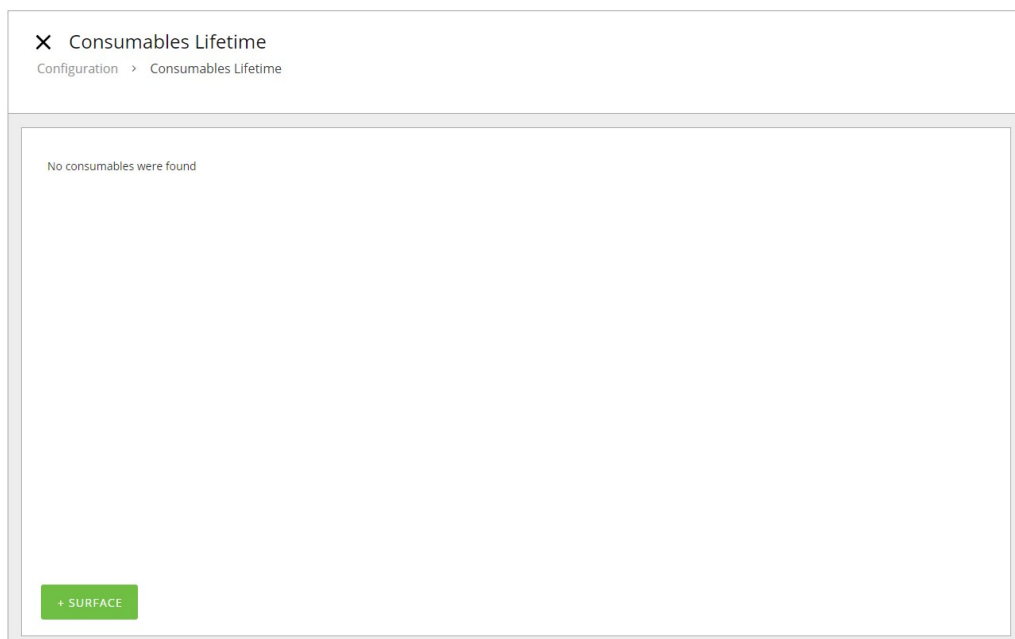 Consumables Lifetime
Configuration > Consumables Lifetime
No consumables were found
+ SURFACE